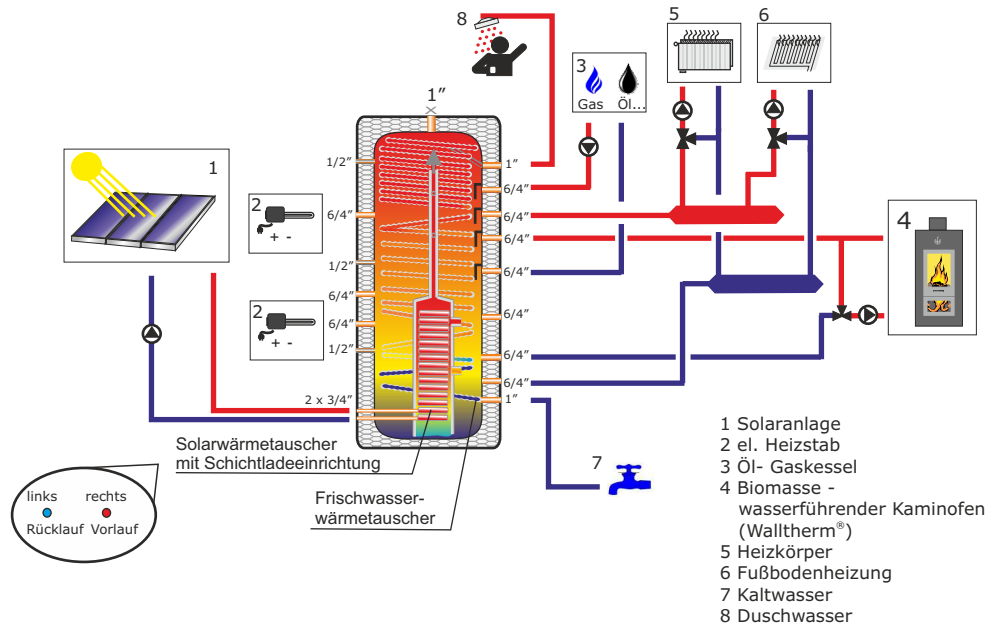 8
5
6
3
Gas Öl...
1
1”
1/2”
1”
6/4”
2
+ -
6/4”
6/4”
6/4”
4
1/2”
6/4”
6/4”
6/4”
2
+ -
6/4”
1/2”
6/4”
6/4”
2 x 3/4”
1”
Solarwärmetauscher
mit Schichtladeeinrichtung
Frischwasser-
wärmetauscher
7
links rechts
Rücklauf Vorlauf
1 Solaranlage
2 el. Heizstab
3 Öl- Gaskessel
4 Biomasse -
wasserführender Kaminofen
(Walltherm®)
5 Heizkörper
6 Fußbodenheizung
7 Kaltwasser
8 Duschwasser